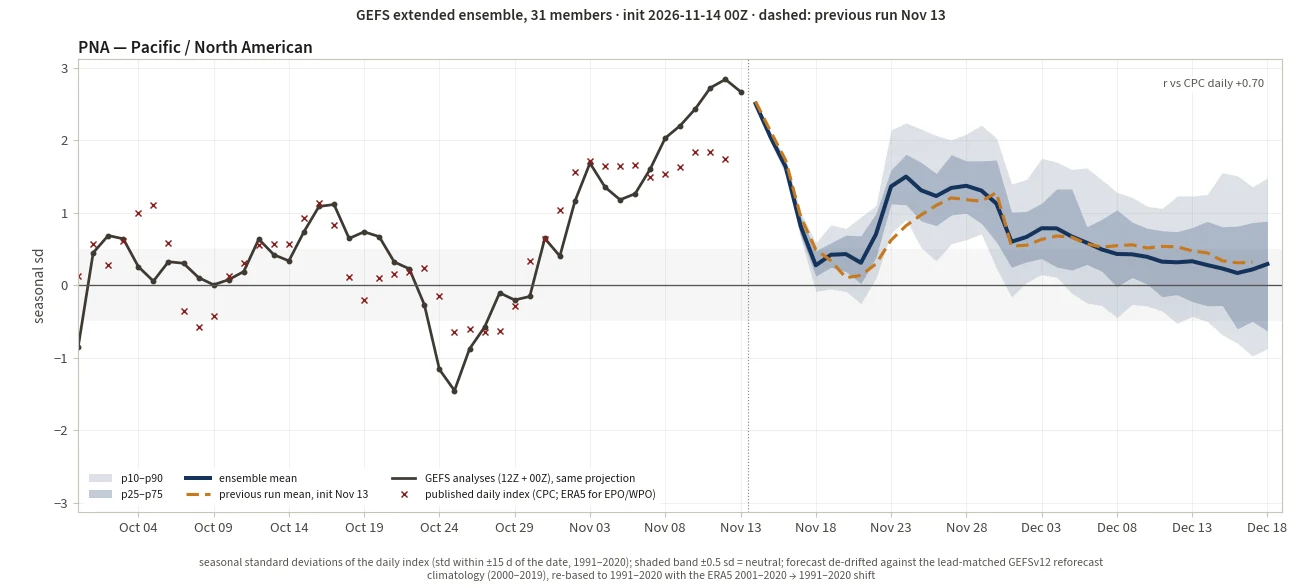 GEFS extended ensemble, 31 members · init 2026-11-14 00Z · dashed: previous run Nov 13
PNA — Pacific / North American
r vs CPC daily +0.70
seasonal sd
3
2
1
0
−1
−2
−3
p10–p90
p25–p75
ensemble mean
previous run mean, init Nov 13
GEFS analyses (12Z + 00Z), same projection
published daily index (CPC; ERA5 for EPO/WPO)
Oct 04
Oct 09
Oct 14
Oct 19
Oct 24
Oct 29
Nov 03
Nov 08
Nov 13
Nov 18
Nov 23
Nov 28
Dec 03
Dec 08
Dec 13
Dec 18
seasonal standard deviations of the daily index (std within ±15 d of the date, 1991–2020); shaded band ±0.5 sd = neutral; forecast de-drifted against the lead-matched GEFSv12 reforecast
climatology (2000–2019), re-based to 1991–2020 with the ERA5 2001–2020 → 1991–2020 shift